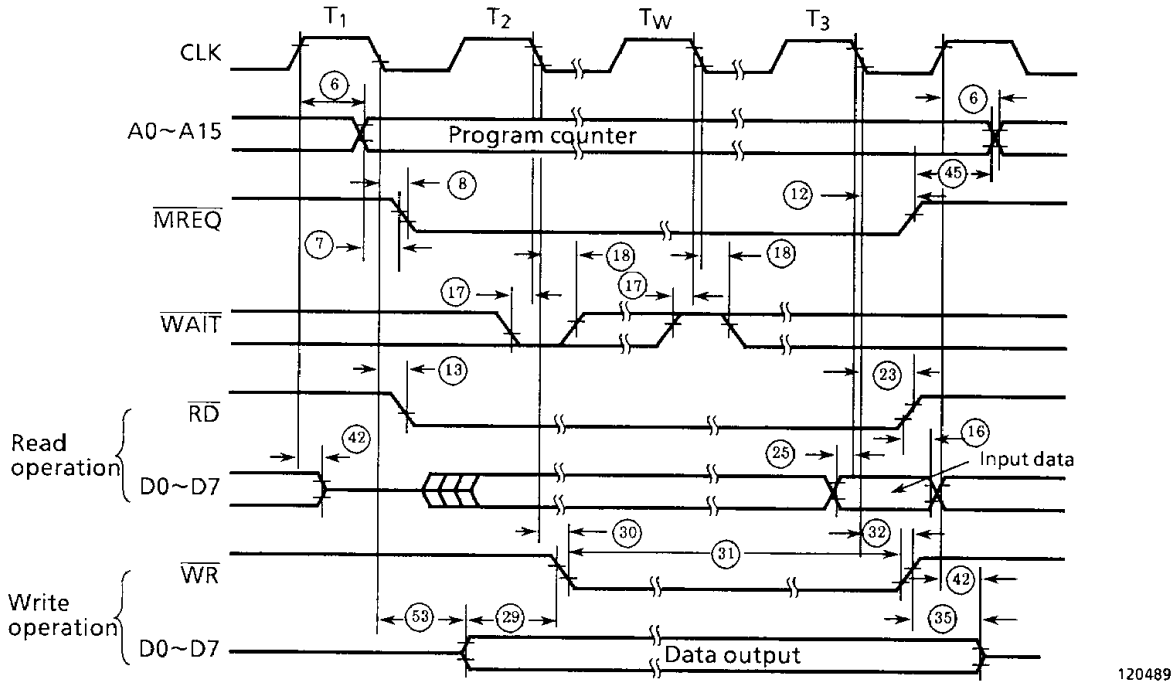 T1 T2 TW T3
CLK
6 6
A0~A15 Program counter
8 12 45
MREQ
7 18 18
17 17
WAIT
13 23
RD
Read operation
42 25 16
Input data
D0~D7
30 31 32
WR
42
Write operation
53 29 35
D0~D7 Data output
120489